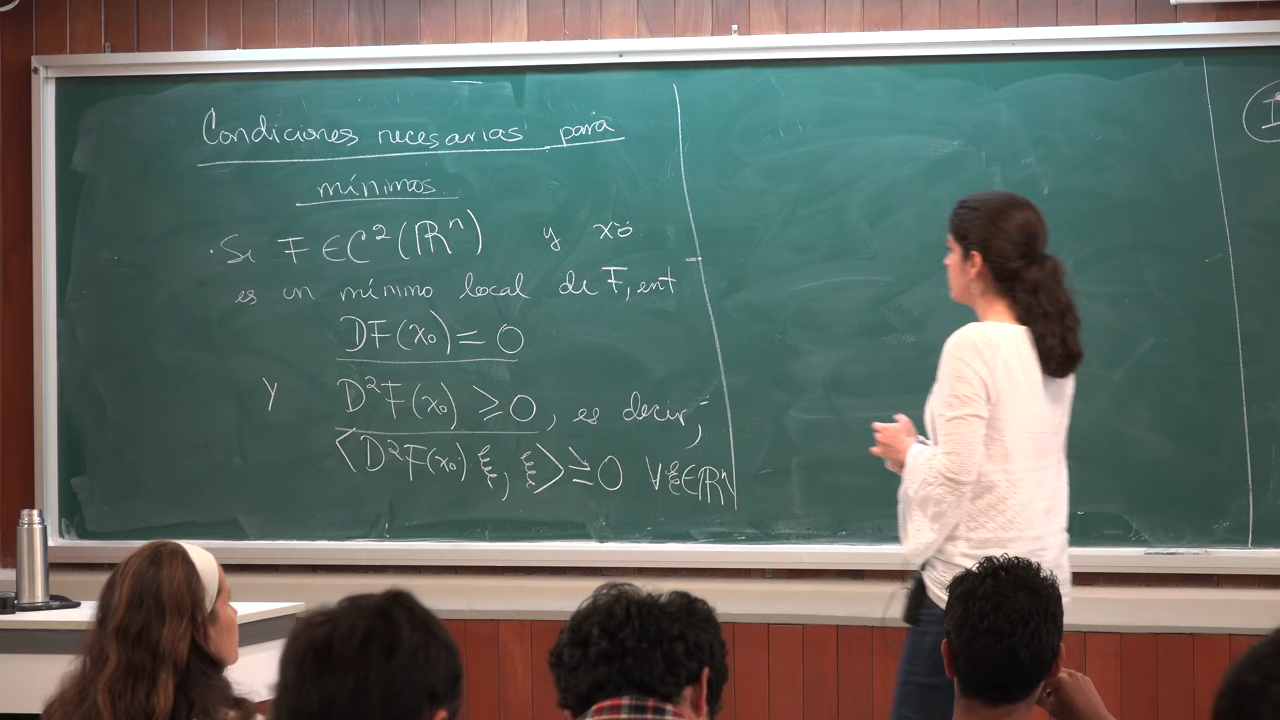 Condiciones necesarias para
mínimos
· Si F ∈ C²(ℝⁿ) y x₀
es un mínimo local de F, ent
DF(x₀) = 0
y D²F(x₀) ≥ 0, es decir,
⟨D²F(x₀) ξ, ξ⟩ ≥ 0 ∀ξ∈ℝⁿ